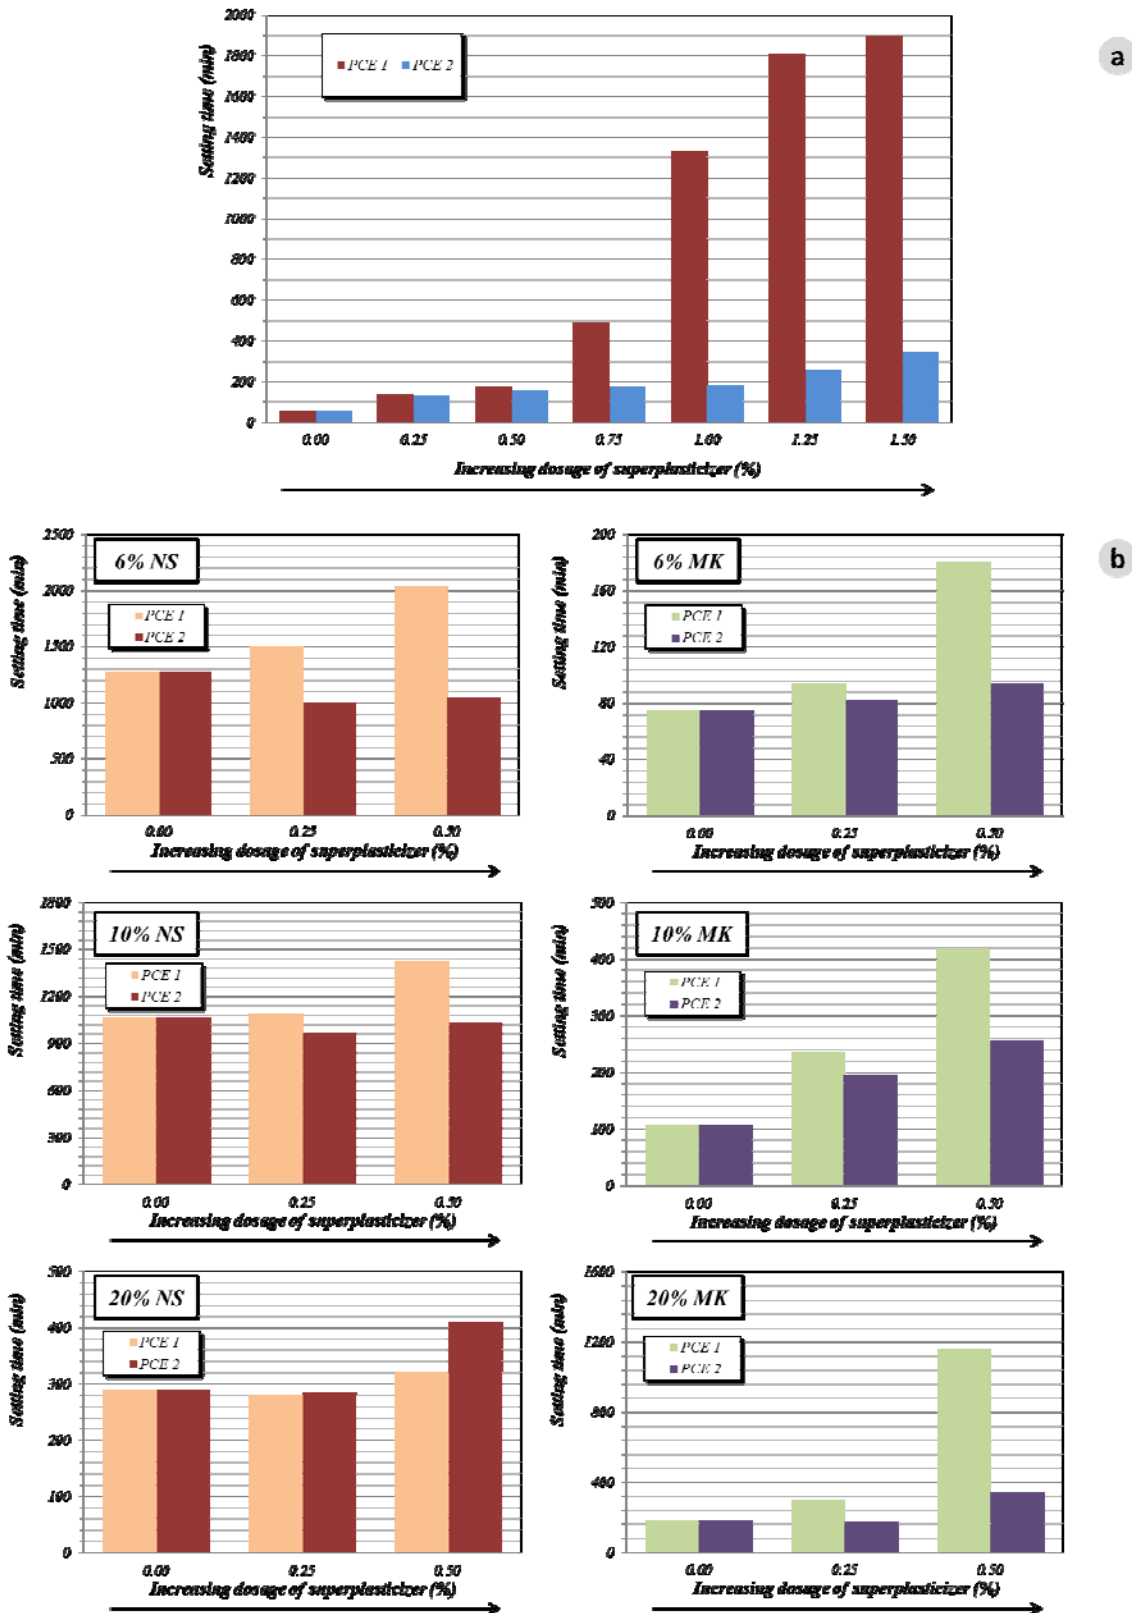 a
Setting time (min)
2000
1800
1600
1400
1200
1000
800
600
400
200
0
PCE 1 PCE 2
0.00 0.25 0.50 0.75 1.00 1.25 1.50
Increasing dosage of superplasticizer (%)
b
Setting time (min)
2500
2000
1500
1000
500
0
6% NS
PCE 1
PCE 2
0.00 0.25 0.50
Increasing dosage of superplasticizer (%)
Setting time (min)
200
160
120
80
40
0
6% MK
PCE 1
PCE 2
0.00 0.25 0.50
Increasing dosage of superplasticizer (%)
Setting time (min)
1800
1500
1200
900
600
300
0
10% NS
PCE 1
PCE 2
0.00 0.25 0.50
Increasing dosage of superplasticizer (%)
Setting time (min)
500
400
300
200
100
0
10% MK
PCE 1
PCE 2
0.00 0.25 0.50
Increasing dosage of superplasticizer (%)
Setting time (min)
500
400
300
200
100
0
20% NS
PCE 1
PCE 2
0.00 0.25 0.50
Increasing dosage of superplasticizer (%)
Setting time (min)
1600
1200
800
400
0
20% MK
PCE 1
PCE 2
0.00 0.25 0.50
Increasing dosage of superplasticizer (%)